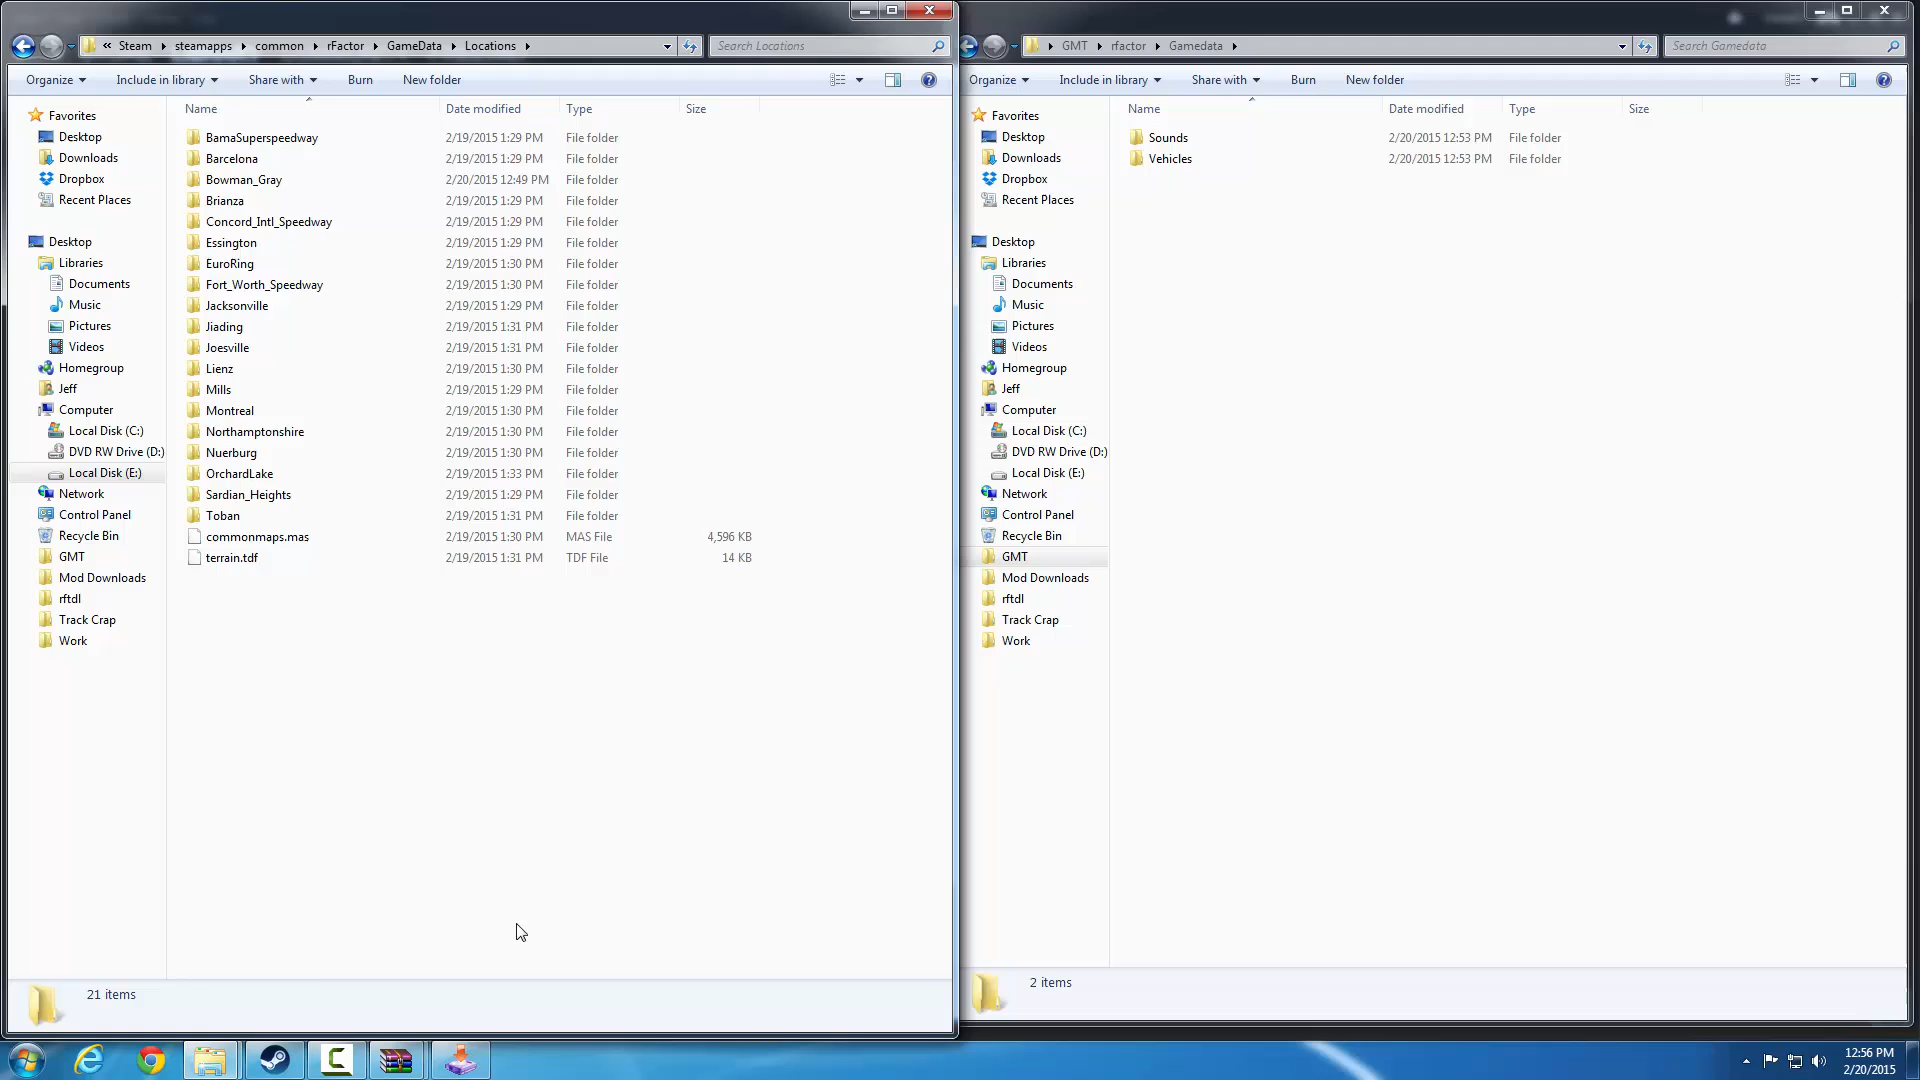 « Steam ▸ steamapps ▸ common ▸ rFactor ▸ GameData ▸ Locations ▸
Search Locations
Organize
Include in library
Share with
Burn
New folder
Name
Date modified
Type
Size
Favorites
Desktop
Downloads
Dropbox
Recent Places
Desktop
Libraries
Documents
Music
Pictures
Videos
Homegroup
Jeff
Computer
Local Disk (C:)
DVD RW Drive (D:)
Local Disk (E:)
Network
Control Panel
Recycle Bin
GMT
Mod Downloads
rftdl
Track Crap
Work
BamaSuperspeedway 2/19/2015 1:29 PM File folder
Barcelona 2/19/2015 1:29 PM File folder
Bowman_Gray 2/20/2015 12:49 PM File folder
Brianza 2/19/2015 1:29 PM File folder
Concord_Intl_Speedway 2/19/2015 1:29 PM File folder
Essington 2/19/2015 1:29 PM File folder
EuroRing 2/19/2015 1:30 PM File folder
Fort_Worth_Speedway 2/19/2015 1:30 PM File folder
Jacksonville 2/19/2015 1:29 PM File folder
Jiading 2/19/2015 1:31 PM File folder
Joesville 2/19/2015 1:31 PM File folder
Lienz 2/19/2015 1:30 PM File folder
Mills 2/19/2015 1:29 PM File folder
Montreal 2/19/2015 1:30 PM File folder
Northamptonshire 2/19/2015 1:30 PM File folder
Nuerburg 2/19/2015 1:30 PM File folder
OrchardLake 2/19/2015 1:33 PM File folder
Sardian_Heights 2/19/2015 1:29 PM File folder
Toban 2/19/2015 1:31 PM File folder
commonmaps.mas 2/19/2015 1:30 PM MAS File 4,596 KB
terrain.tdf 2/19/2015 1:31 PM TDF File 14 KB
21 items
▸ GMT ▸ rfactor ▸ Gamedata ▸
Search Gamedata
Organize
Include in library
Share with
Burn
New folder
Name
Date modified
Type
Size
Favorites
Desktop
Downloads
Dropbox
Recent Places
Desktop
Libraries
Documents
Music
Pictures
Videos
Homegroup
Jeff
Computer
Local Disk (C:)
DVD RW Drive (D:)
Local Disk (E:)
Network
Control Panel
Recycle Bin
GMT
Mod Downloads
rftdl
Track Crap
Work
Sounds 2/20/2015 12:53 PM File folder
Vehicles 2/20/2015 12:53 PM File folder
2 items
12:56 PM
2/20/2015